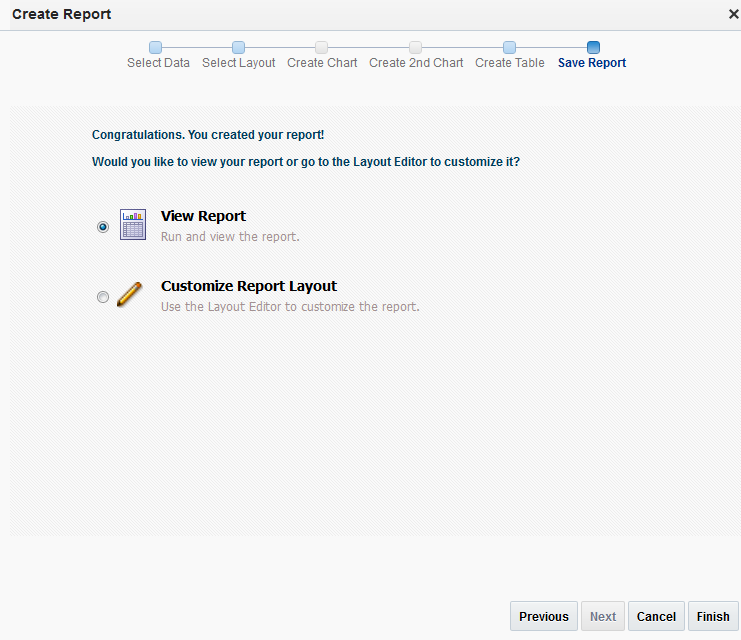 Create Report
Select Data Select Layout Create Chart Create 2nd Chart Create Table Save Report
Congratulations. You created your report!
Would you like to view your report or go to the Layout Editor to customize it?
View Report
Run and view the report.
Customize Report Layout
Use the Layout Editor to customize the report.
Previous Next Cancel Finish